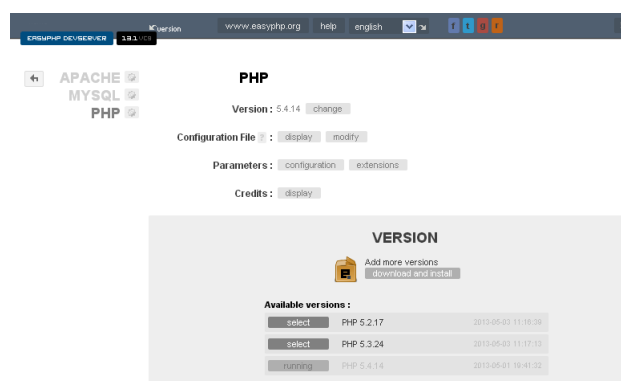 version www.easyphp.org help english f t g r
EASYPHP DEVSERVER 13.1 VC9
APACHE
MYSQL
PHP
PHP
Version : 5.4.14 change
Configuration File ? : display modify
Parameters : configuration extensions
Credits : display
VERSION
Add more versions
download and install
Available versions :
select PHP 5.2.17 2013-05-03 11:16:39
select PHP 5.3.24 2013-05-03 11:17:13
running PHP 5.4.14 2013-05-01 19:41:32